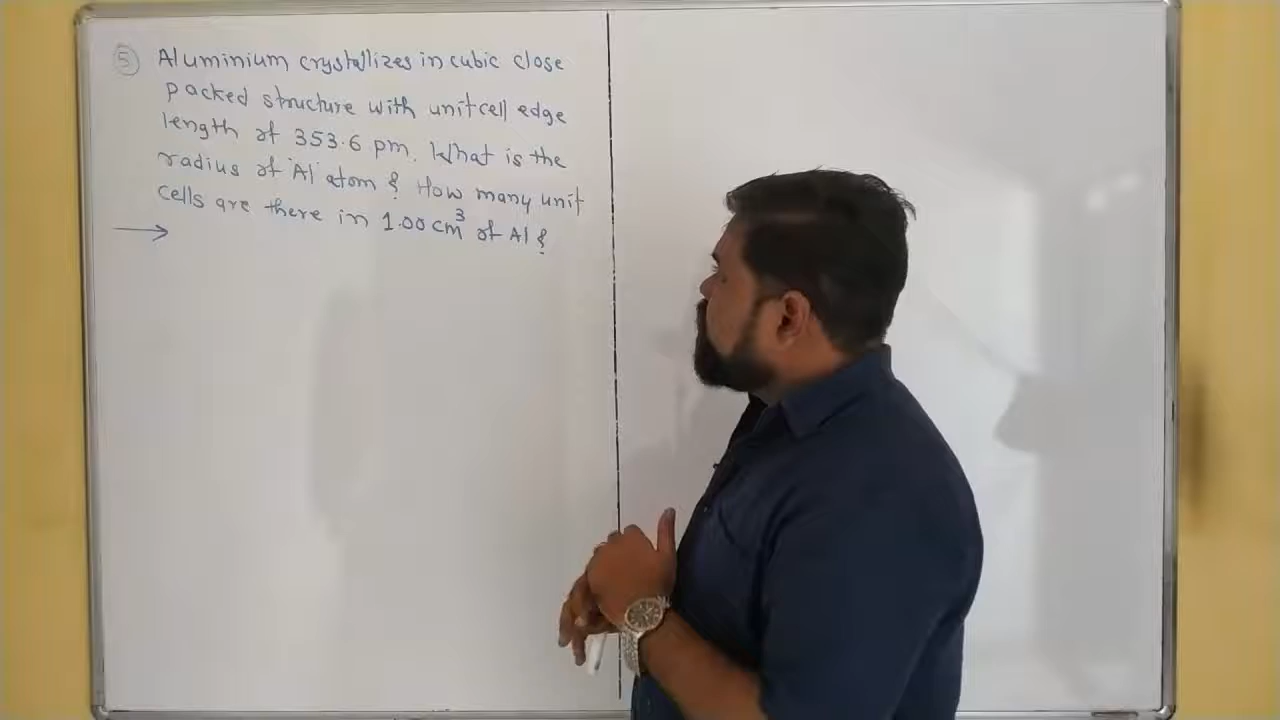 5 Aluminium crystallizes in cubic close
packed structure with unit cell edge
length of 353.6 pm. What is the
radius of 'Al' atom ? How many unit
cells are there in 1.00 cm³ of Al ?
→